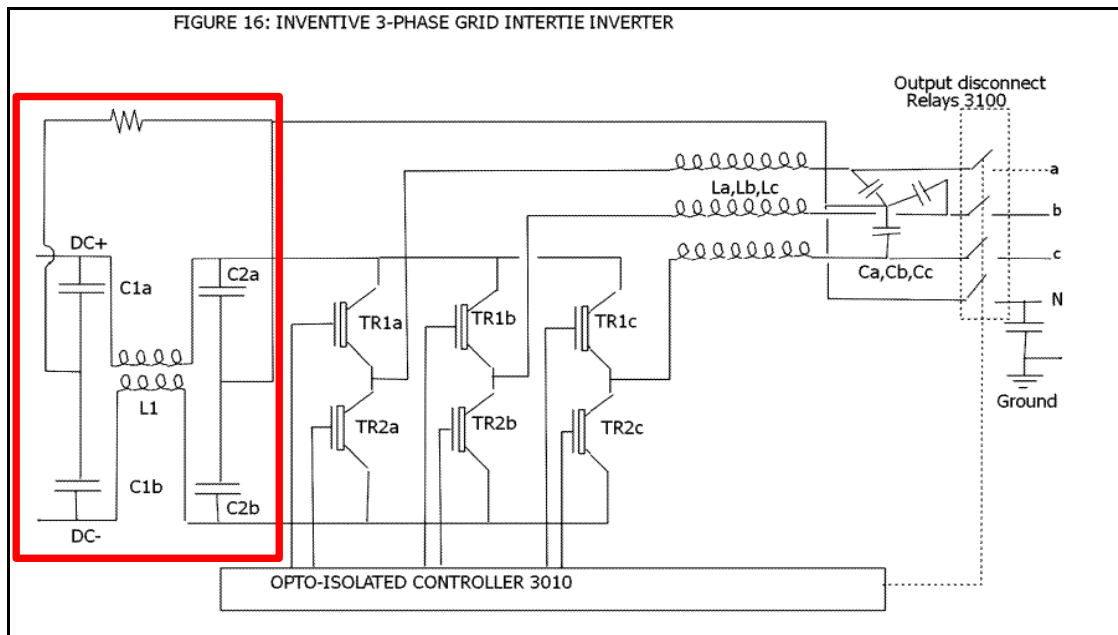 FIGURE 16: INVENTIVE 3-PHASE GRID INTERTIE INVERTER
Output disconnect
Relays 3100
a
La,Lb,Lc
b
DC+
c
C1a
C2a
Ca,Cb,Cc
TR1a
TR1b
TR1c
N
L1
Ground
TR2a
TR2b
TR2c
C1b
C2b
DC-
OPTO-ISOLATED CONTROLLER 3010